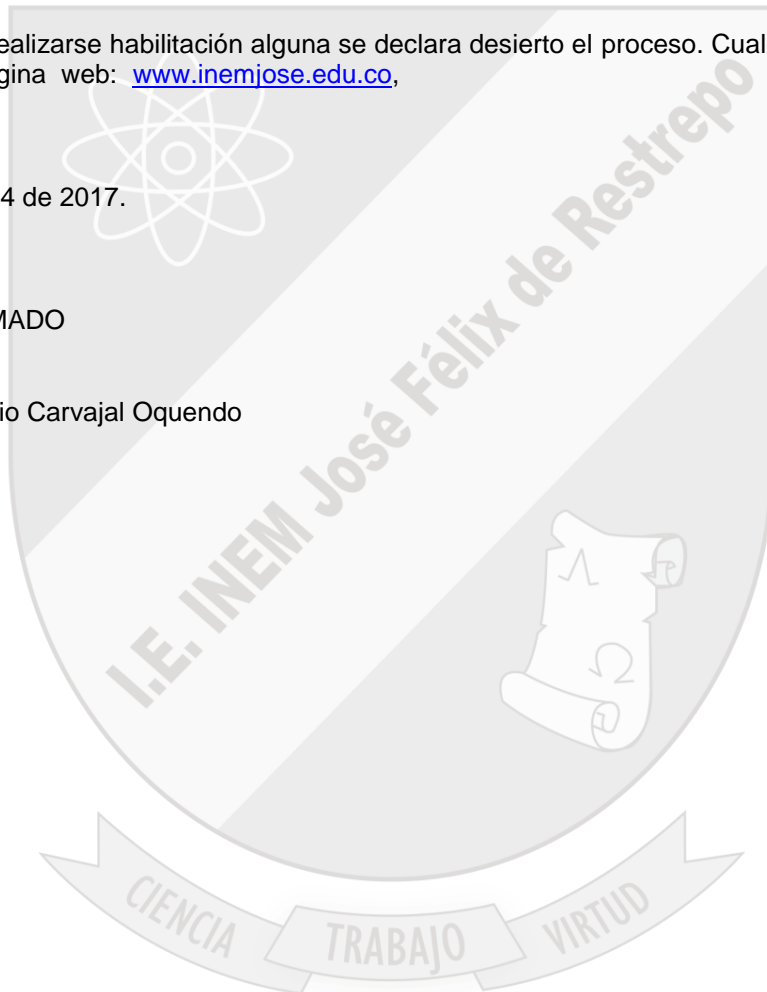 ealizarse habilitación alguna se declara desierto el proceso. Cual
gina web: www.inemjose.edu.co,
4 de 2017.
MADO
io Carvajal Oquendo
I.E. INEM José Félix de Restrepo
CIENCIA TRABAJO VIRTUD